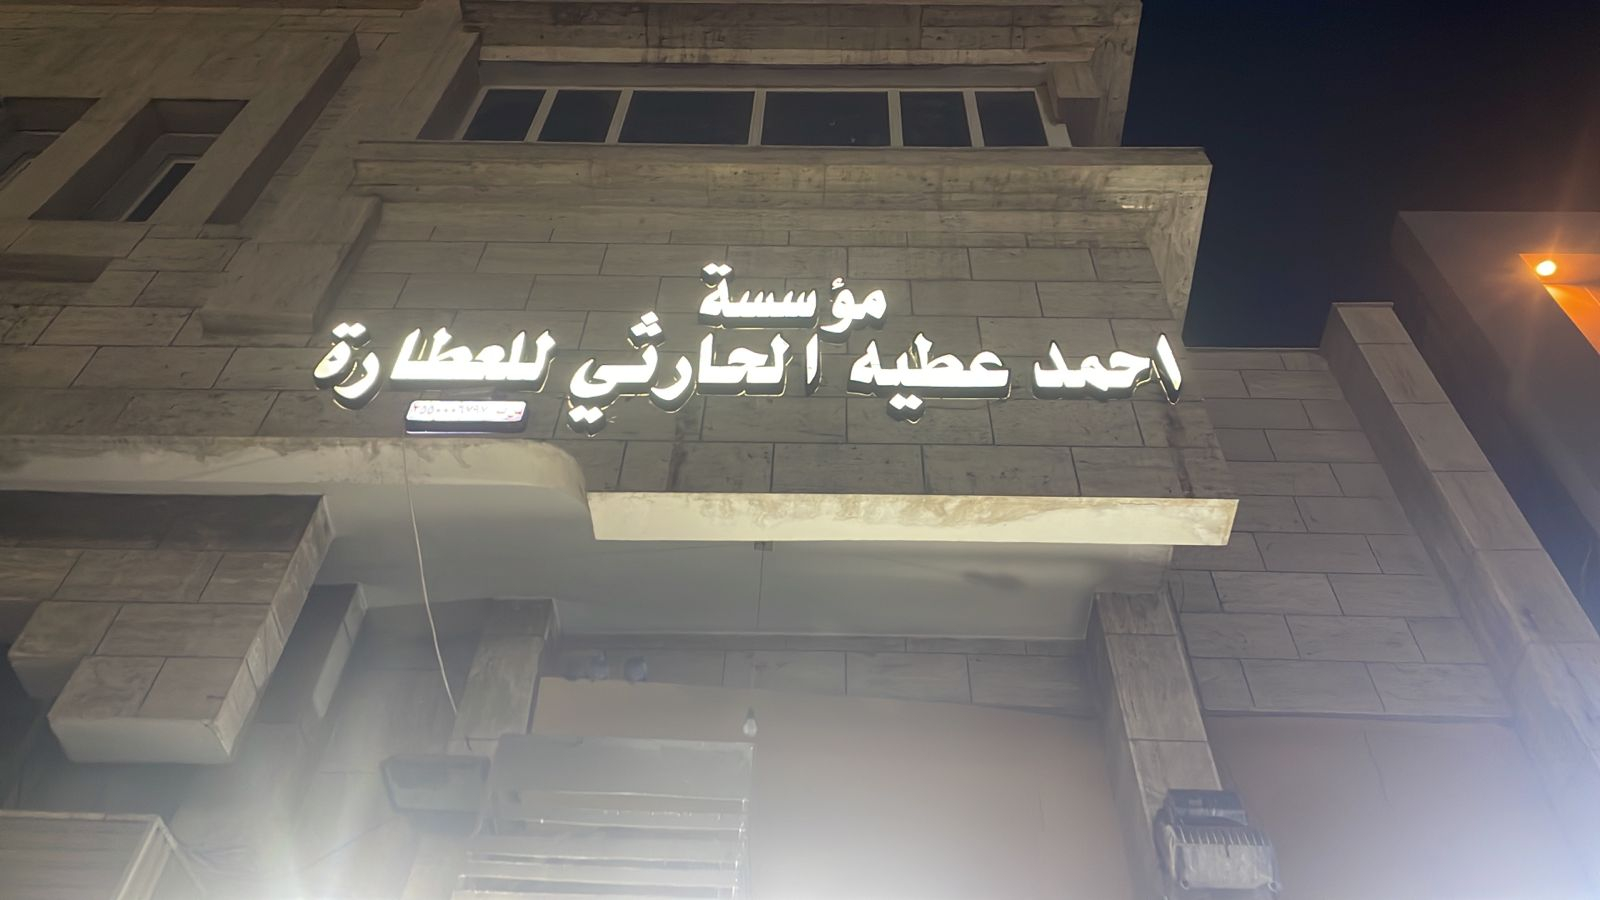 مؤسسة
احمد عطيه الحارثي للعطارة